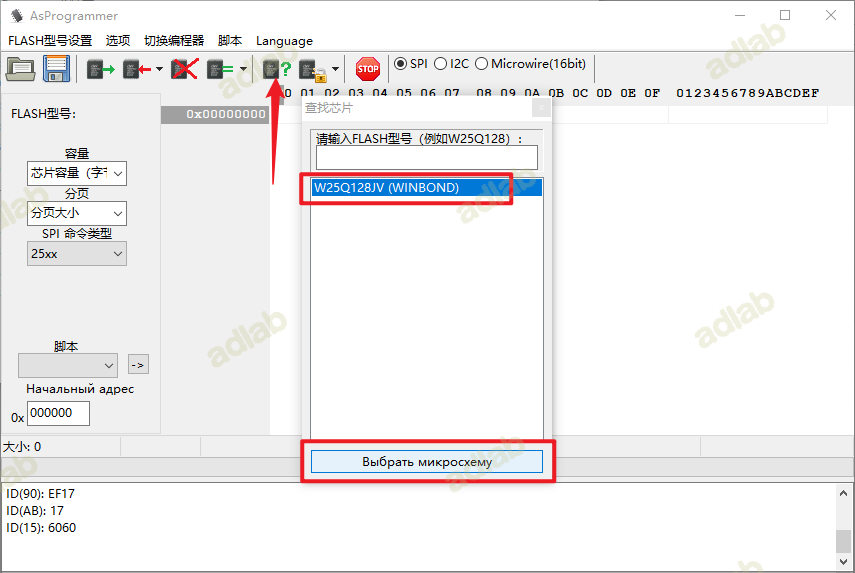 AsProgrammer
FLASH型号设置 选项 切换编程器 脚本 Language
STOP SPI I2C Microwire(16bit)
0 01 02 03 04 05 06 07 08 09 0A 0B 0C 0D 0E 0F 0123456789ABCDEF
FLASH型号：
0x00000000
查找芯片
请输入FLASH型号（例如W25Q128）：
容量
芯片容量（字节
W25Q128JV (WINBOND)
分页
分页大小
SPI 命令类型
25xx
脚本
->
Начальный адрес
0x 000000
大小: 0
Выбрать микросхему
ID(90): EF17
ID(AB): 17
ID(15): 6060
adlab
adlab
adlab
adlab
adlab
adlab
adlab